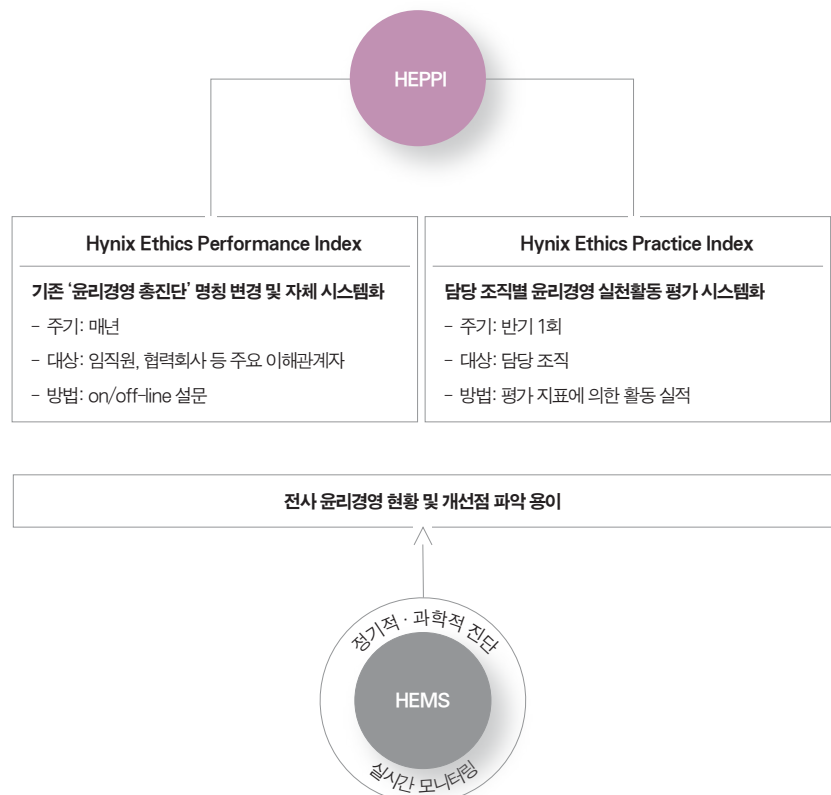 HEPPI
Hynix Ethics Performance Index
기존 ‘윤리경영 총진단’ 명칭 변경 및 자체 시스템화
- 주기: 매년
- 대상: 임직원, 협력회사 등 주요 이해관계자
- 방법: on/off-line 설문
Hynix Ethics Practice Index
담당 조직별 윤리경영 실천활동 평가 시스템화
- 주기: 반기 1회
- 대상: 담당 조직
- 방법: 평가 지표에 의한 활동 실적
전사 윤리경영 현황 및 개선점 파악 용이
정기적 · 과학적 진단
HEMS
실시간 모니터링